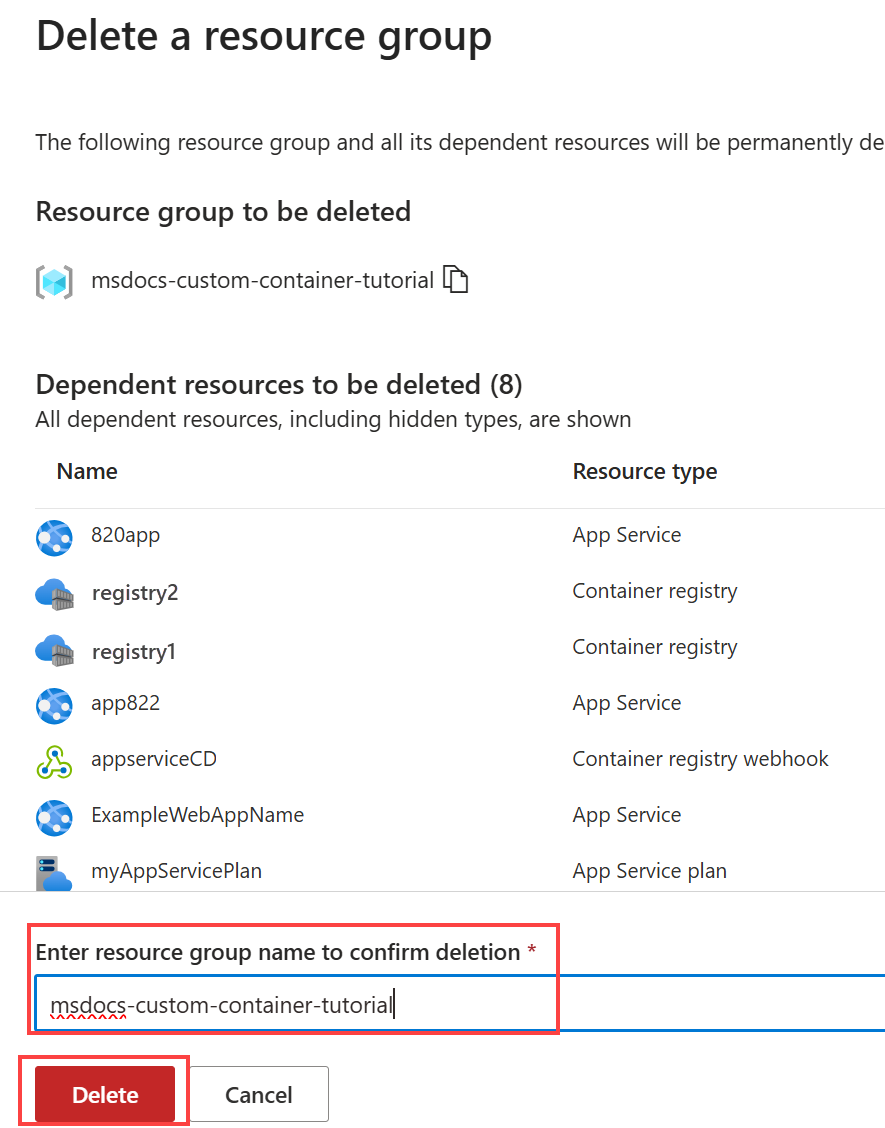 Delete a resource group
The following resource group and all its dependent resources will be permanently de
Resource group to be deleted
msdocs-custom-container-tutorial
Dependent resources to be deleted (8)
All dependent resources, including hidden types, are shown
Name Resource type
820app App Service
registry2 Container registry
registry1 Container registry
app822 App Service
appserviceCD Container registry webhook
ExampleWebAppName App Service
myAppServicePlan App Service plan
Enter resource group name to confirm deletion *
msdocs-custom-container-tutorial
Delete Cancel